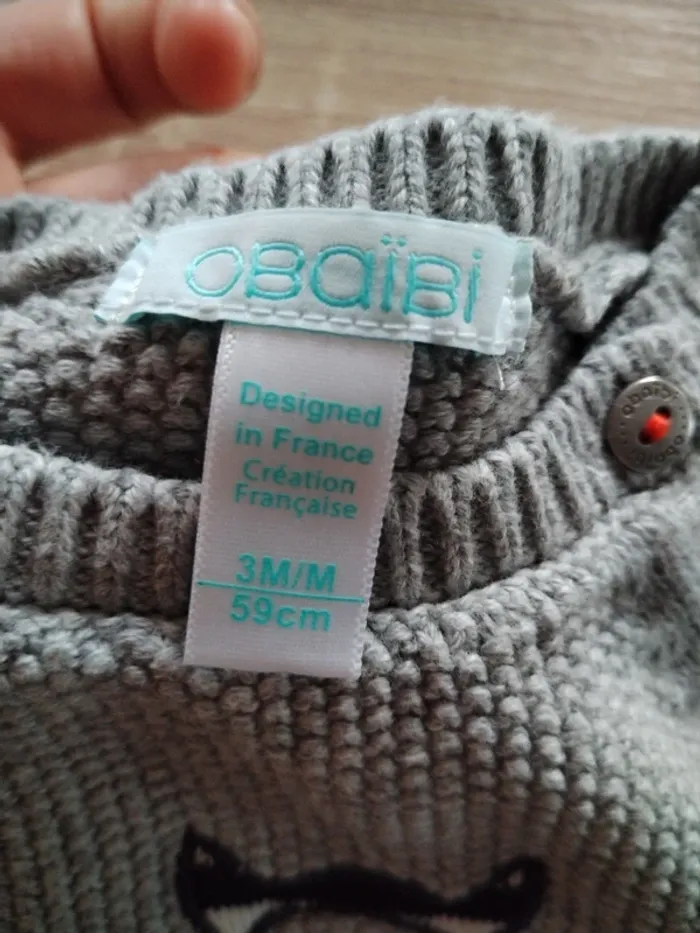 OBaïBi
Designed
in France
Création
Française
3M/M
59cm